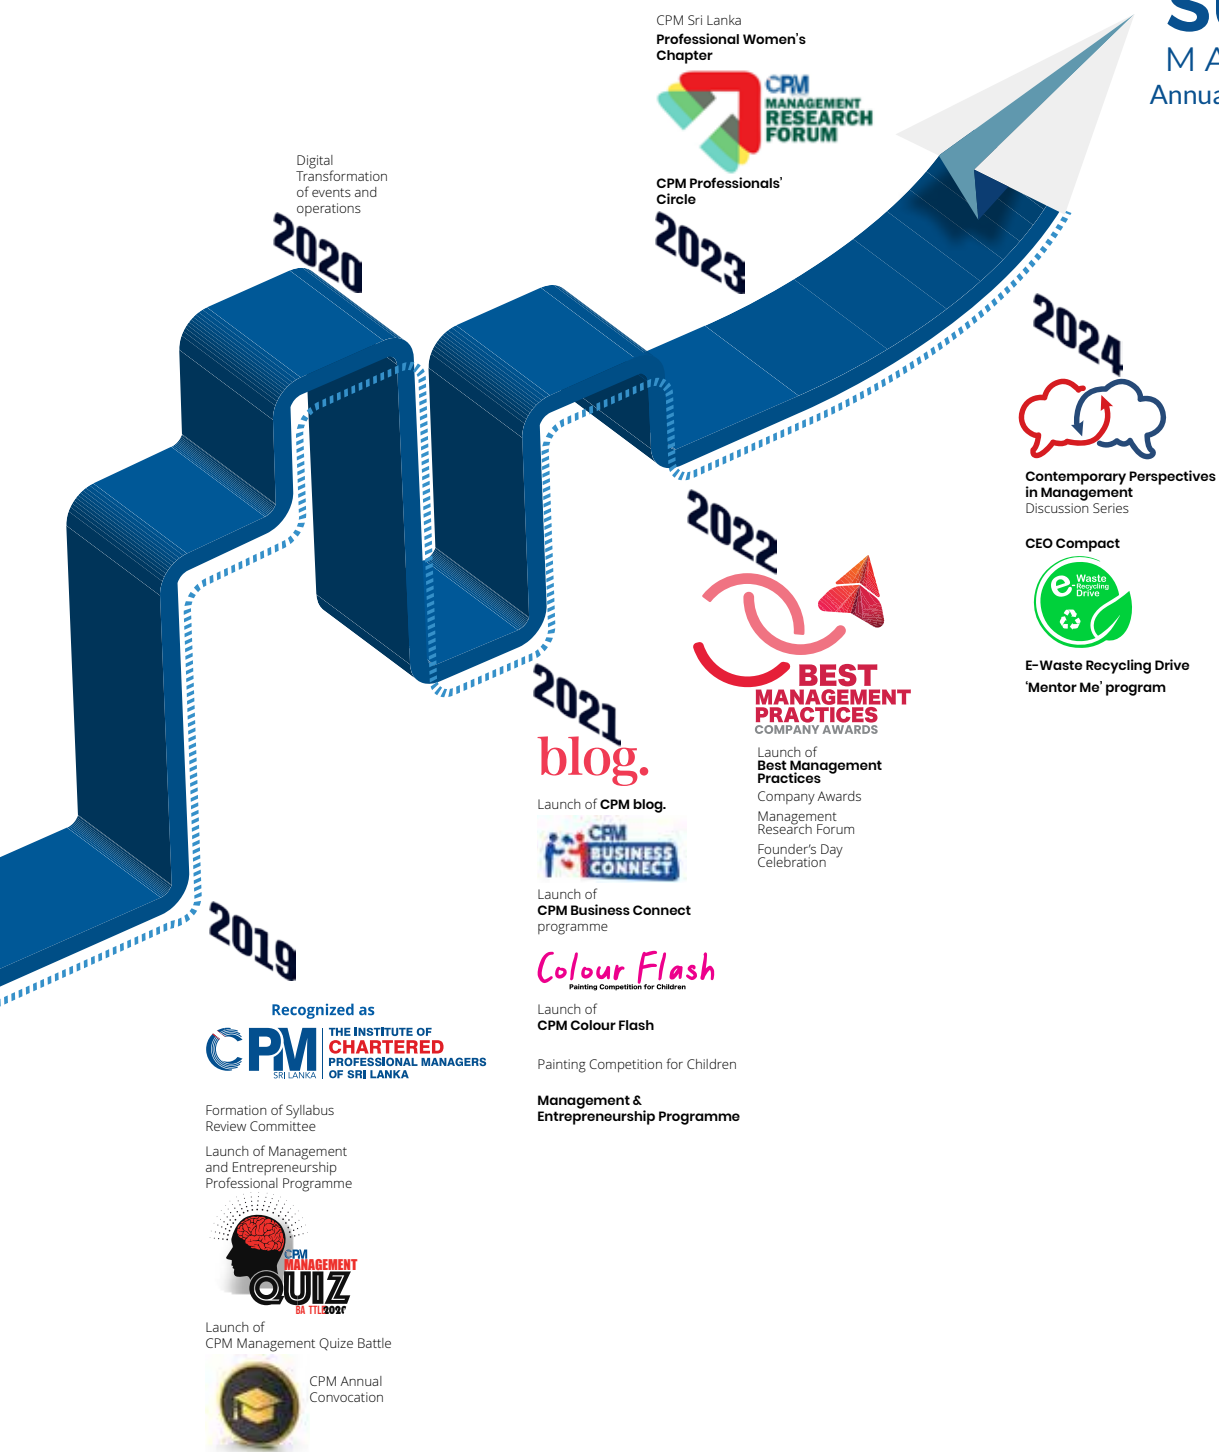 CPM Sri Lanka
Professional Women's
Chapter
CPM
MANAGEMENT
RESEARCH
FORUM
CPM Professionals'
Circle
2023
M A
Annua
Digital
Transformation
of events and
operations
2020
2024
Contemporary Perspectives
in Management
Discussion Series
CEO Compact
e-Waste
Recycling
Drive
E-Waste Recycling Drive
'Mentor Me' program
2022
BEST
MANAGEMENT
PRACTICES
COMPANY AWARDS
Launch of
Best Management
Practices
Company Awards
Management
Research Forum
Founder's Day
Celebration
2021
blog.
Launch of CPM blog.
CPM
BUSINESS
CONNECT
Launch of
CPM Business Connect
programme
Colour Flash
Painting Competition for Children
Launch of
CPM Colour Flash
Painting Competition for Children
Management &
Entrepreneurship Programme
2019
Recognized as
CPM
SRI LANKA
THE INSTITUTE OF
CHARTERED
PROFESSIONAL MANAGERS
OF SRI LANKA
Formation of Syllabus
Review Committee
Launch of Management
and Entrepreneurship
Professional Programme
CPM
MANAGEMENT
QUIZ
BATTLE 2020
Launch of
CPM Management Quize Battle
CPM Annual
Convocation